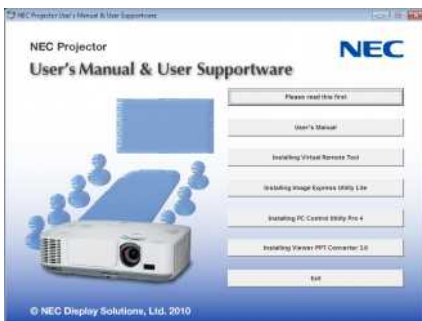 NEC Projector User's Manual & User Supportware
NEC Projector
NEC
User's Manual & User Supportware
Please read this first
User's Manual
Installing Virtual Remote Tool
Installing Image Express Utility Lite
Installing PC Control Utility Pro 4
Installing Viewer PPT Converter 3.0
Exit
© NEC Display Solutions, Ltd. 2010